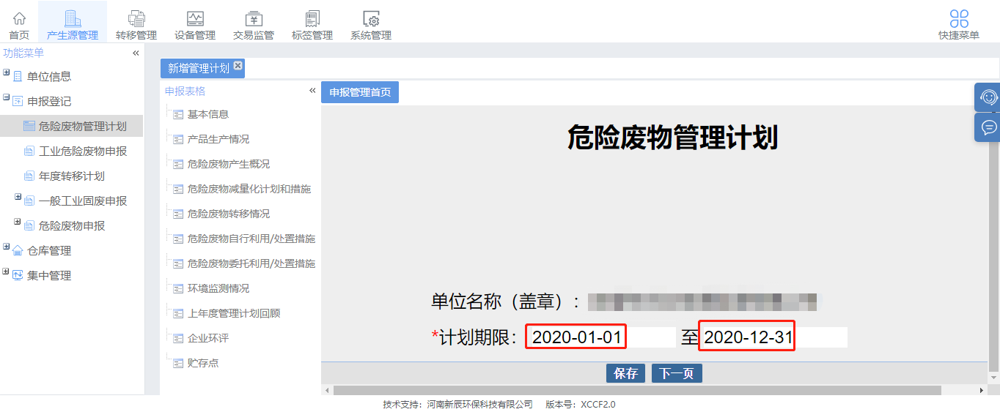 首页 产生源管理 转移管理 设备管理 交易监管 标签管理 系统管理 快捷菜单
功能菜单 «
单位信息
申报登记
危险废物管理计划
工业危险废物申报
年度转移计划
一般工业固废申报
危险废物申报
仓库管理
集中管理
新增管理计划
申报表格 «
基本信息
产品生产情况
危险废物产生概况
危险废物减量化计划和措施
危险废物转移情况
危险废物自行利用/处置措施
危险废物委托利用/处置措施
环境监测情况
上年度管理计划回顾
企业环评
贮存点
申报管理首页
危险废物管理计划
单位名称（盖章）：
*计划期限： 2020-01-01 至 2020-12-31
保存 下一页
技术支持：河南新辰环保科技有限公司 版本号：XCCF2.0